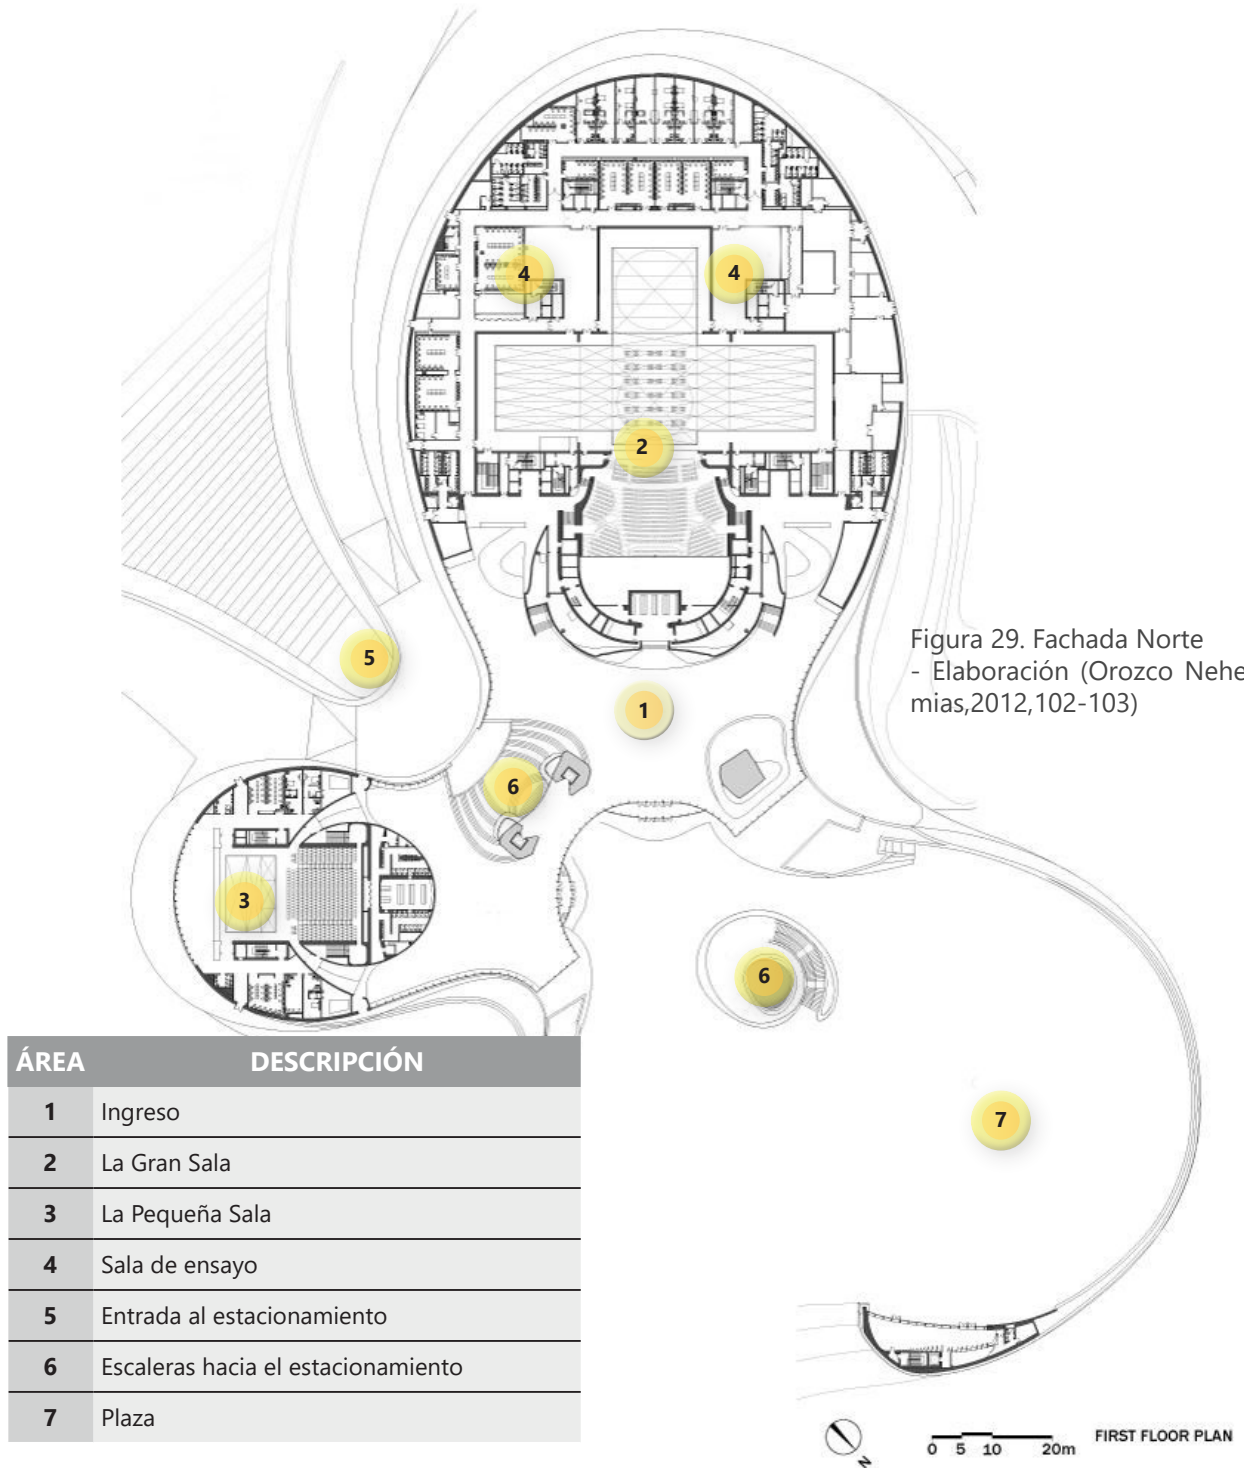 4
4
2
Figura 29. Fachada Norte
- Elaboración (Orozco Nehe
mias,2012,102-103)
5
1
6
3
6
7
ÁREA DESCRIPCIÓN
1 Ingreso
2 La Gran Sala
3 La Pequeña Sala
4 Sala de ensayo
5 Entrada al estacionamiento
6 Escaleras hacia el estacionamiento
7 Plaza
N
0 5 10 20m
FIRST FLOOR PLAN